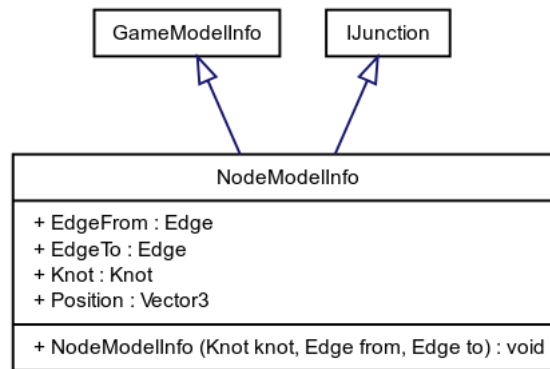 GameModelInfo
IJunction
NodeModelInfo
+ EdgeFrom : Edge
+ EdgeTo : Edge
+ Knot : Knot
+ Position : Vector3
+ NodeModelInfo (Knot knot, Edge from, Edge to) : void